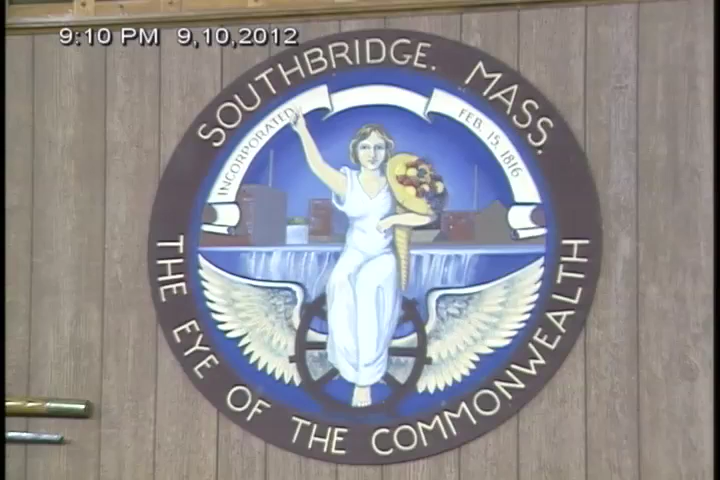 9:10 PM 9,10,2012
SOUTHBRIDGE. MASS.
INCORPORATED FEB. 15, 1816
THE EYE OF THE COMMONWEALTH